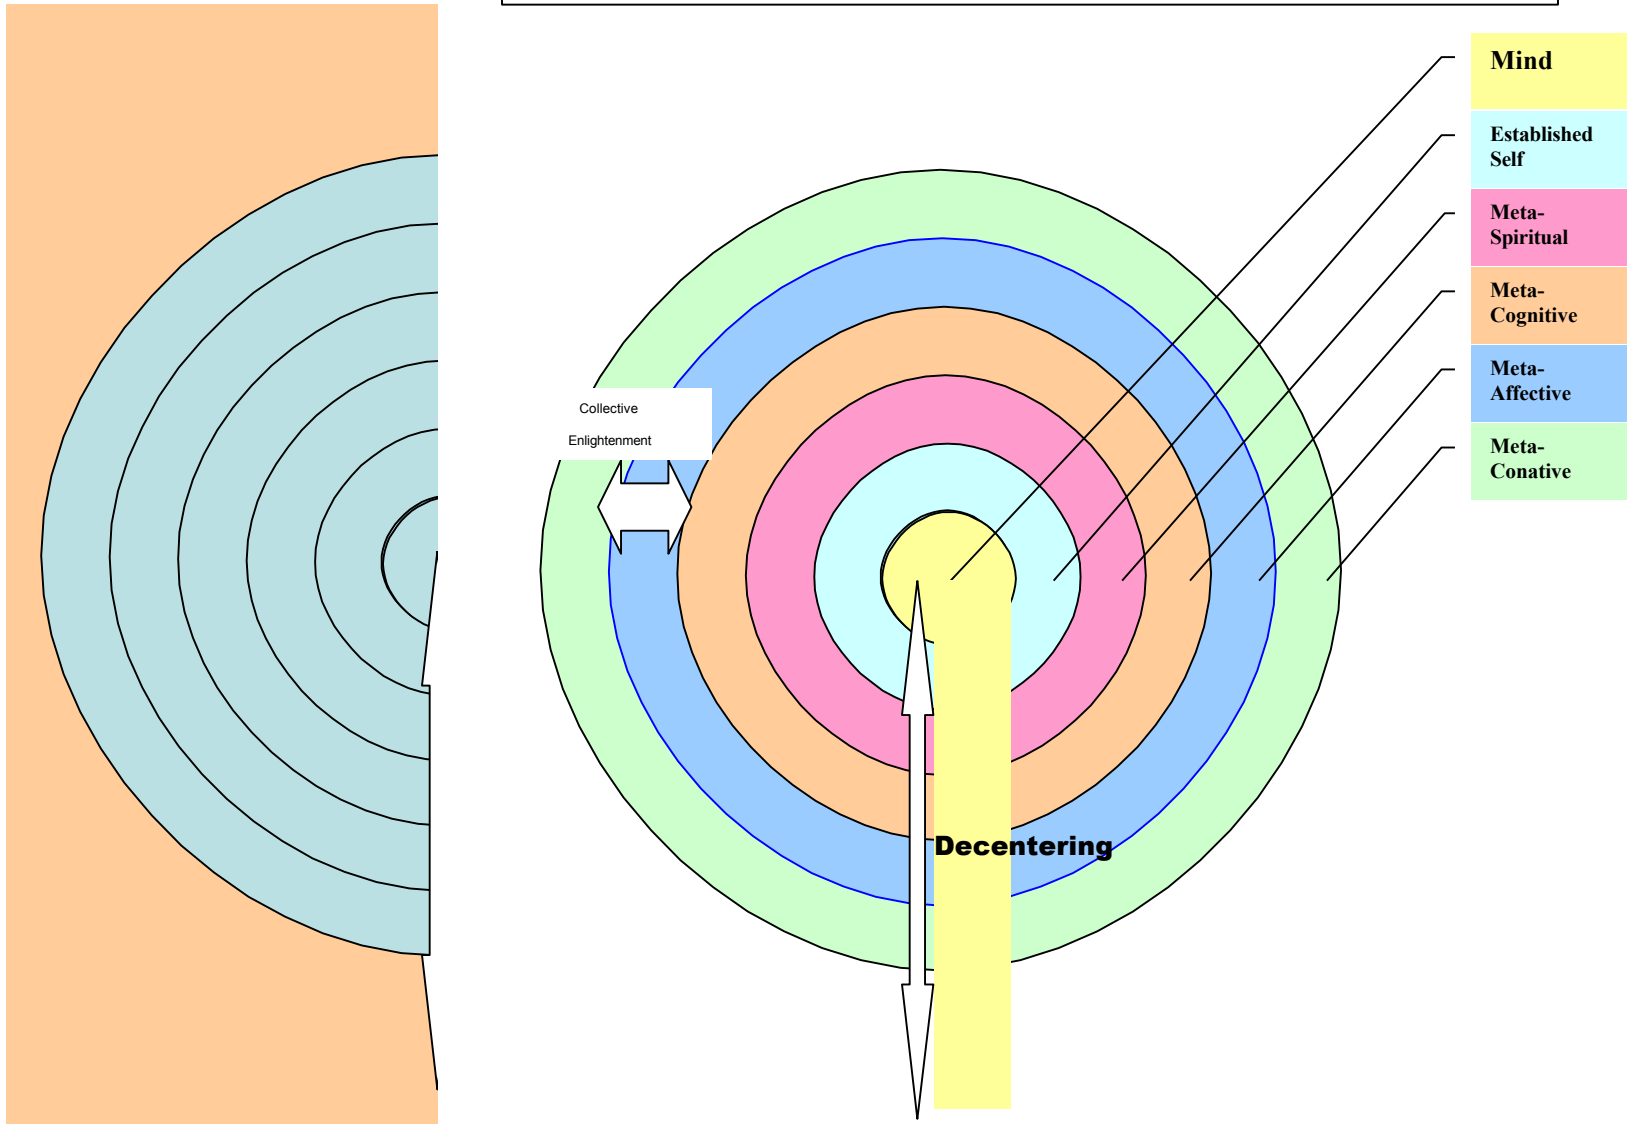 Mind
Established
Self
Meta-
Spiritual
Meta-
Cognitive
Meta-
Affective
Meta-
Conative
Collective
Enlightenment
Decentering